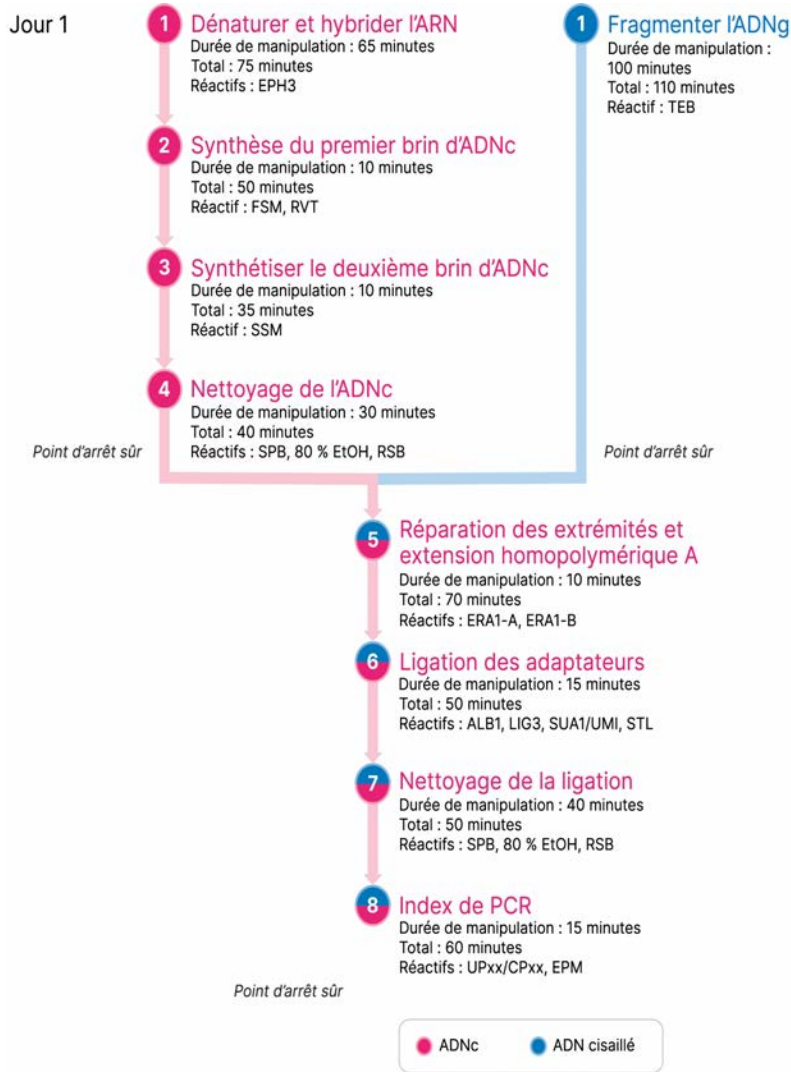 Jour 1
1 Dénaturer et hybrider l'ARN
Durée de manipulation : 65 minutes
Total : 75 minutes
Réactifs : EPH3
1 Fragmenter l'ADNg
Durée de manipulation :
100 minutes
Total : 110 minutes
Réactif : TEB
2 Synthèse du premier brin d'ADNc
Durée de manipulation : 10 minutes
Total : 50 minutes
Réactif : FSM, RVT
3 Synthétiser le deuxième brin d'ADNc
Durée de manipulation : 10 minutes
Total : 35 minutes
Réactif : SSM
4 Nettoyage de l'ADNc
Durée de manipulation : 30 minutes
Total : 40 minutes
Réactifs : SPB, 80 % EtOH, RSB
Point d'arrêt sûr
Point d'arrêt sûr
5 Réparation des extrémités et
extension homopolymérique A
Durée de manipulation : 10 minutes
Total : 70 minutes
Réactifs : ERA1-A, ERA1-B
6 Ligation des adaptateurs
Durée de manipulation : 15 minutes
Total : 50 minutes
Réactifs : ALB1, LIG3, SUA1/UMI, STL
7 Nettoyage de la ligation
Durée de manipulation : 40 minutes
Total : 50 minutes
Réactifs : SPB, 80 % EtOH, RSB
8 Index de PCR
Durée de manipulation : 15 minutes
Total : 60 minutes
Réactifs : UPxx/CPxx, EPM
Point d'arrêt sûr
ADNc
ADN cisaillé